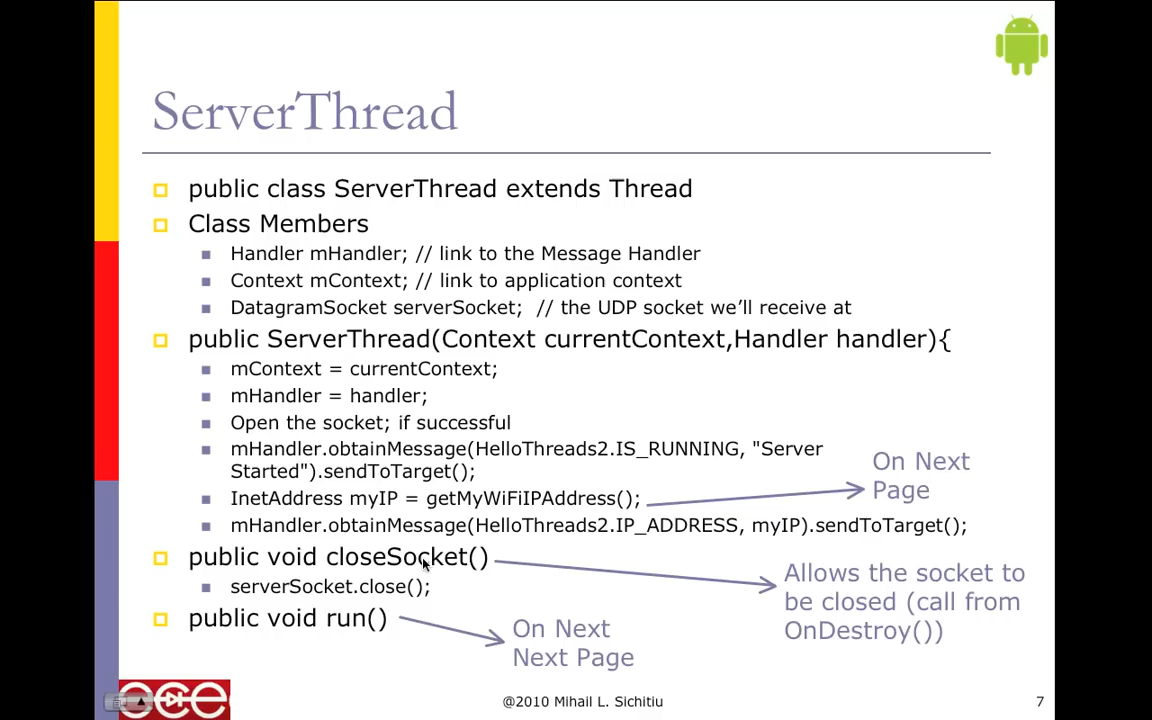 ServerThread
public class ServerThread extends Thread
Class Members
Handler mHandler; // link to the Message Handler
Context mContext; // link to application context
DatagramSocket serverSocket;  // the UDP socket we’ll receive at
public ServerThread(Context currentContext,Handler handler){
mContext = currentContext;
mHandler = handler;
Open the socket; if successful
mHandler.obtainMessage(HelloThreads2.IS_RUNNING, "Server
Started").sendToTarget();
InetAddress myIP = getMyWiFiIPAddress();
On Next
Page
mHandler.obtainMessage(HelloThreads2.IP_ADDRESS, myIP).sendToTarget();
public void closeSocket()
serverSocket.close();
Allows the socket to
be closed (call from
OnDestroy())
public void run()
On Next
Next Page
ece
@2010 Mihail L. Sichitiu
7